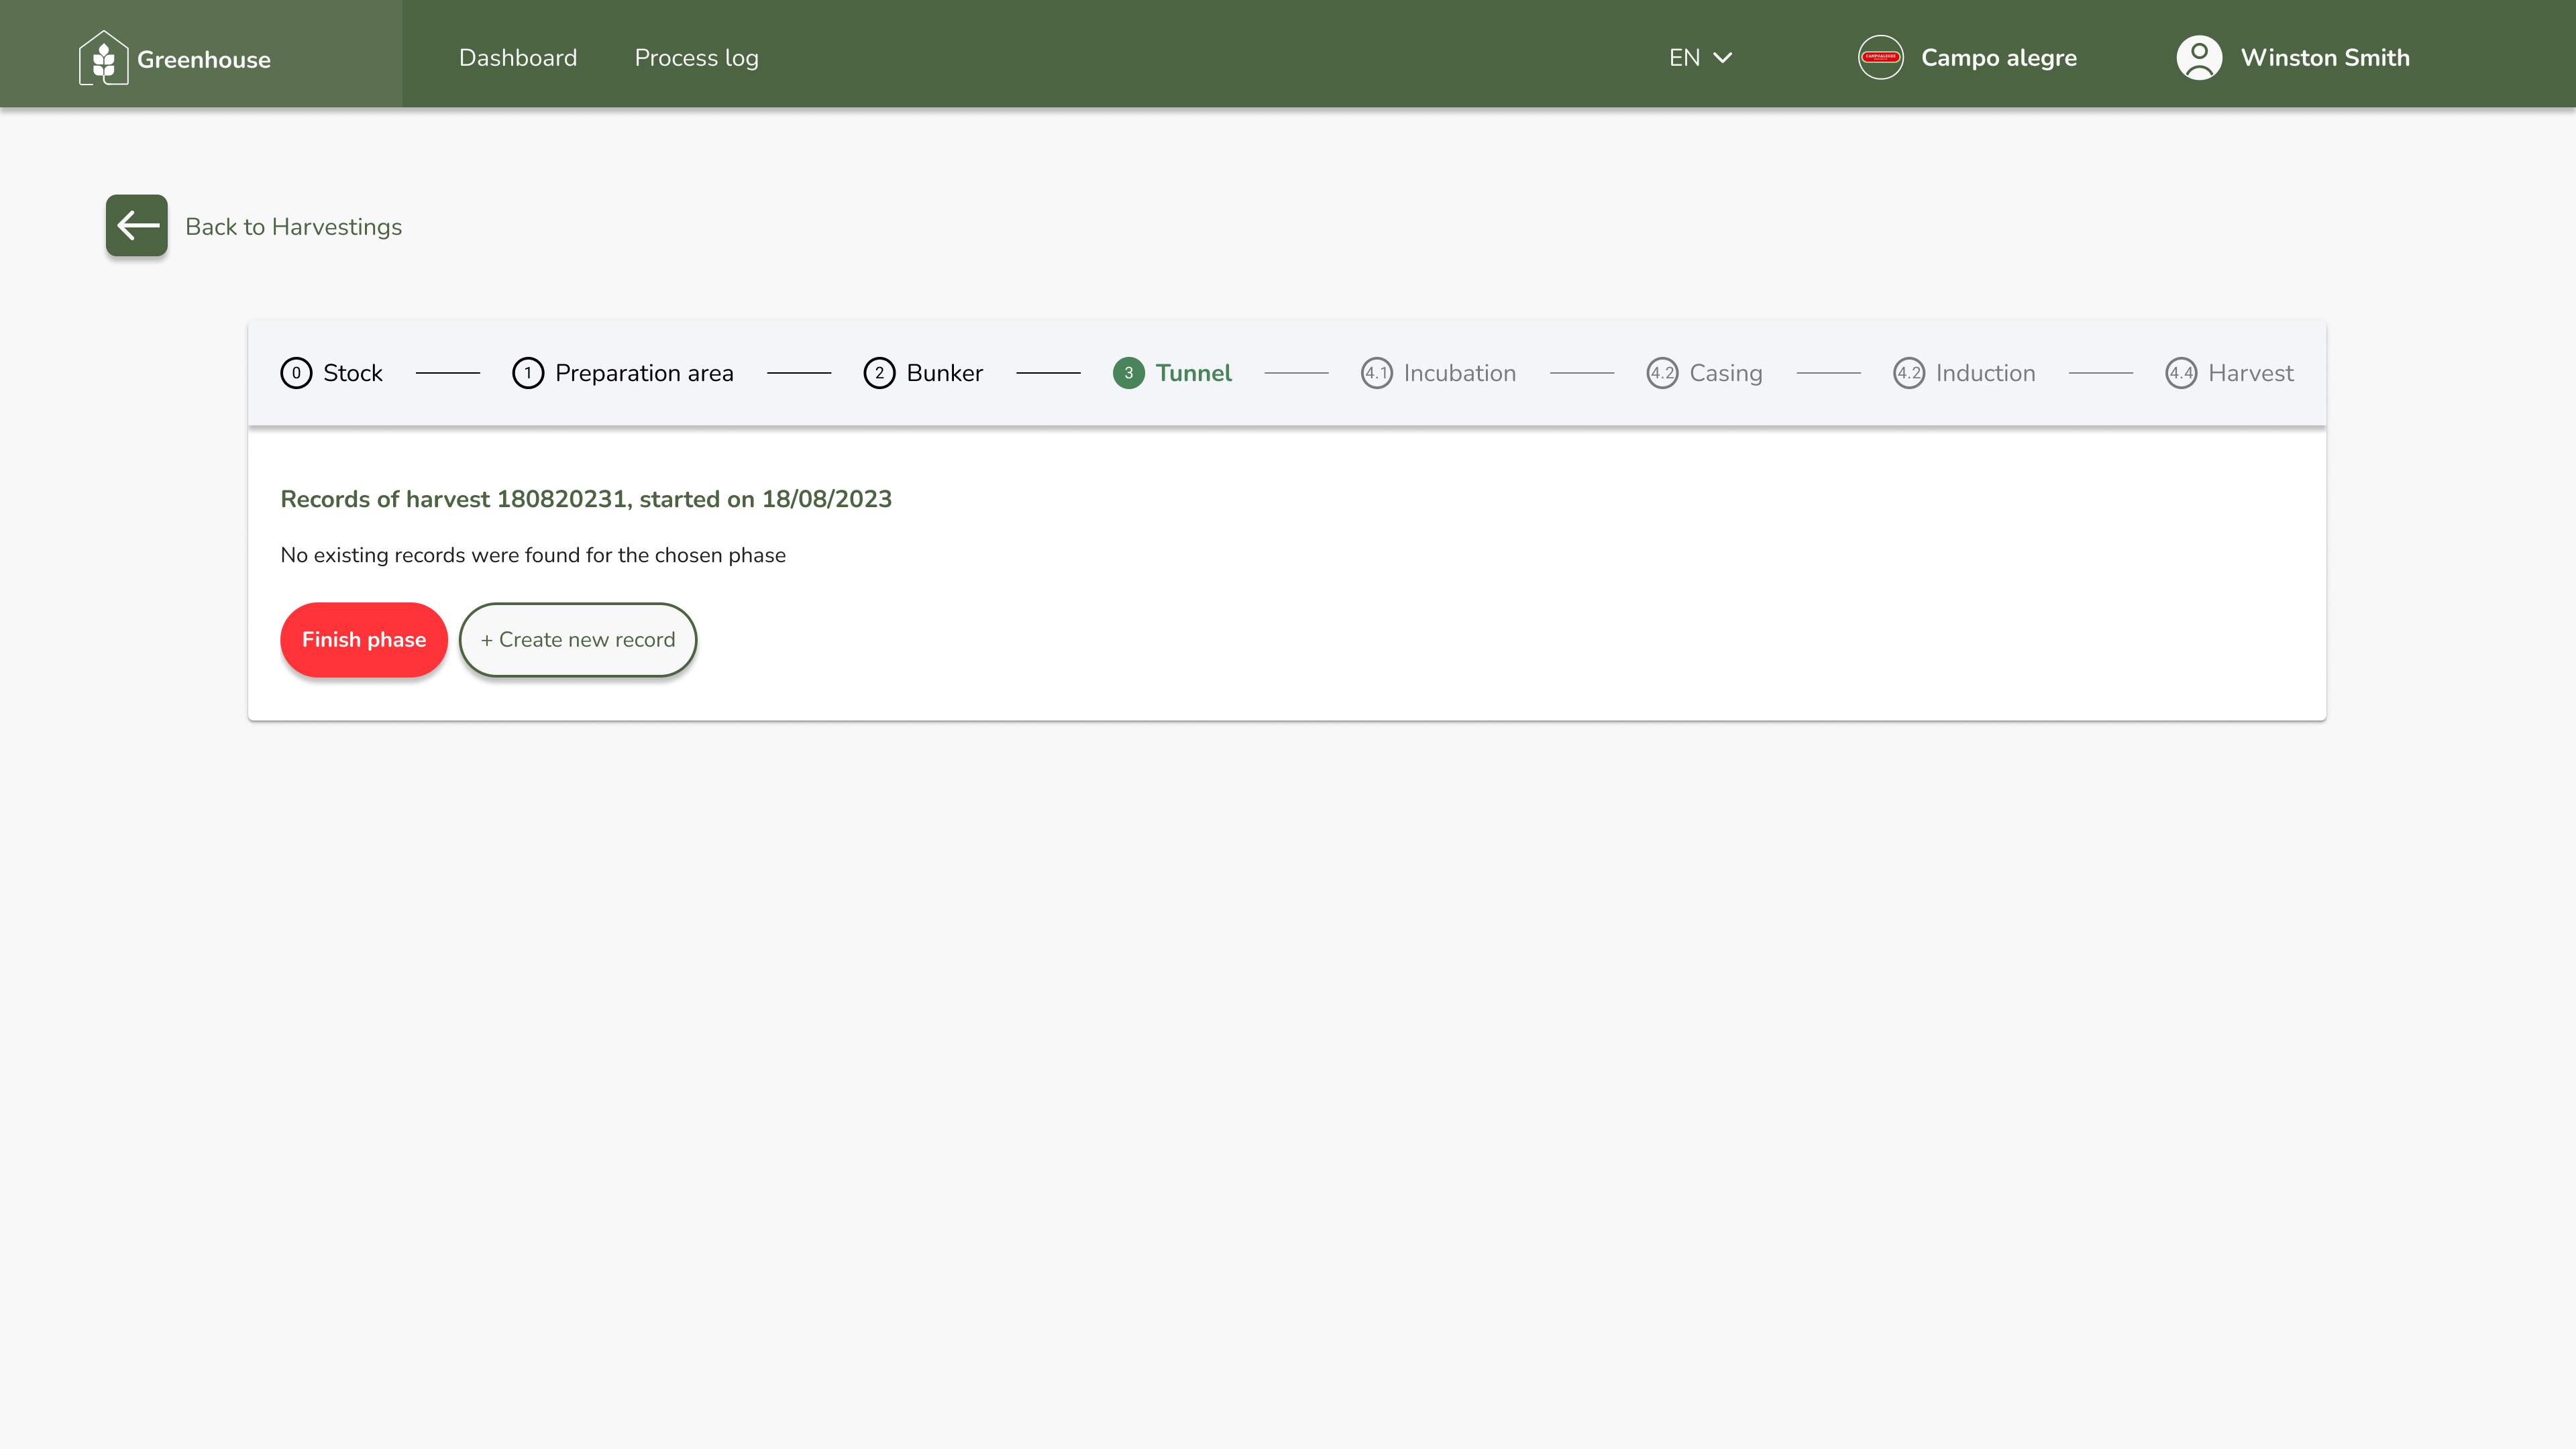 Greenhouse
Dashboard
Process log
EN
CAMPOALEGRE
Campo alegre
Winston Smith
Back to Harvestings
0 Stock
1 Preparation area
2 Bunker
3 Tunnel
4.1 Incubation
4.2 Casing
4.2 Induction
4.4 Harvest
Records of harvest 180820231, started on 18/08/2023
No existing records were found for the chosen phase
Finish phase
+ Create new record